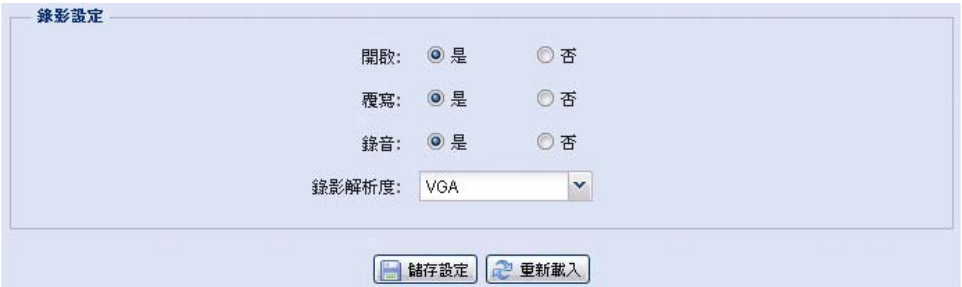 錄影設定
開啟: 是 否
覆寫: 是 否
錄音: 是 否
錄影解析度: VGA
儲存設定 重新載入